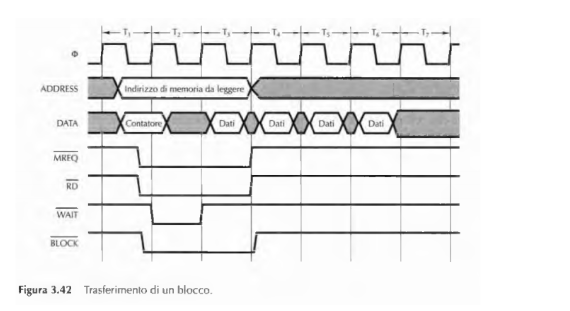 T₁ T₂ T₃ T₄ T₅ T₆ T₇
Φ
ADDRESS Indirizzo di memoria da leggere
DATA Contatore Dati Dati Dati Dati
MREQ
RD
WAIT
BLOCK
Figura 3.42 Trasferimento di un blocco.